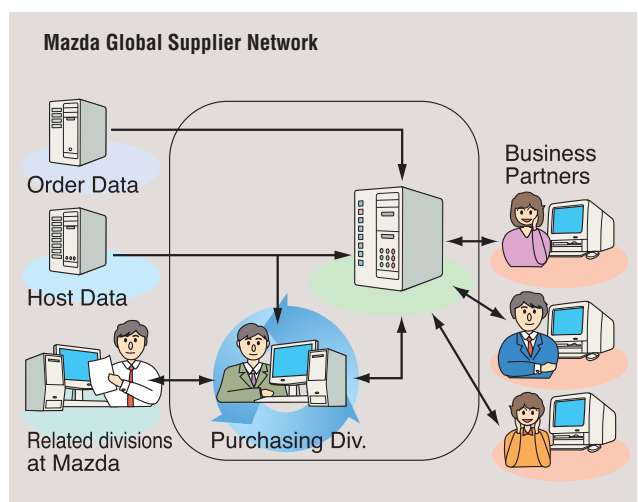 Mazda Global Supplier Network
Order Data
Host Data
Business
Partners
Related divisions
at Mazda
Purchasing Div.